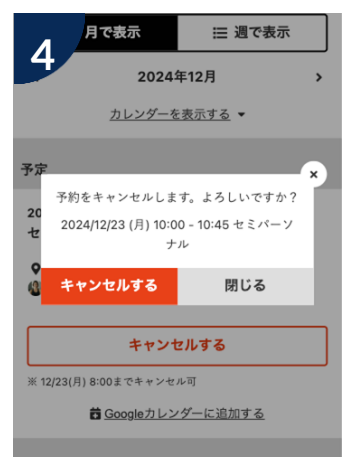 4
月で表示
週で表示
2024年12月
カレンダーを表示する
予定
予約をキャンセルします。よろしいですか？
2024/12/23 (月) 10:00 - 10:45 セミパーソ
ナル
20
セ
キャンセルする
閉じる
キャンセルする
※ 12/23(月) 8:00までキャンセル可
Googleカレンダーに追加する